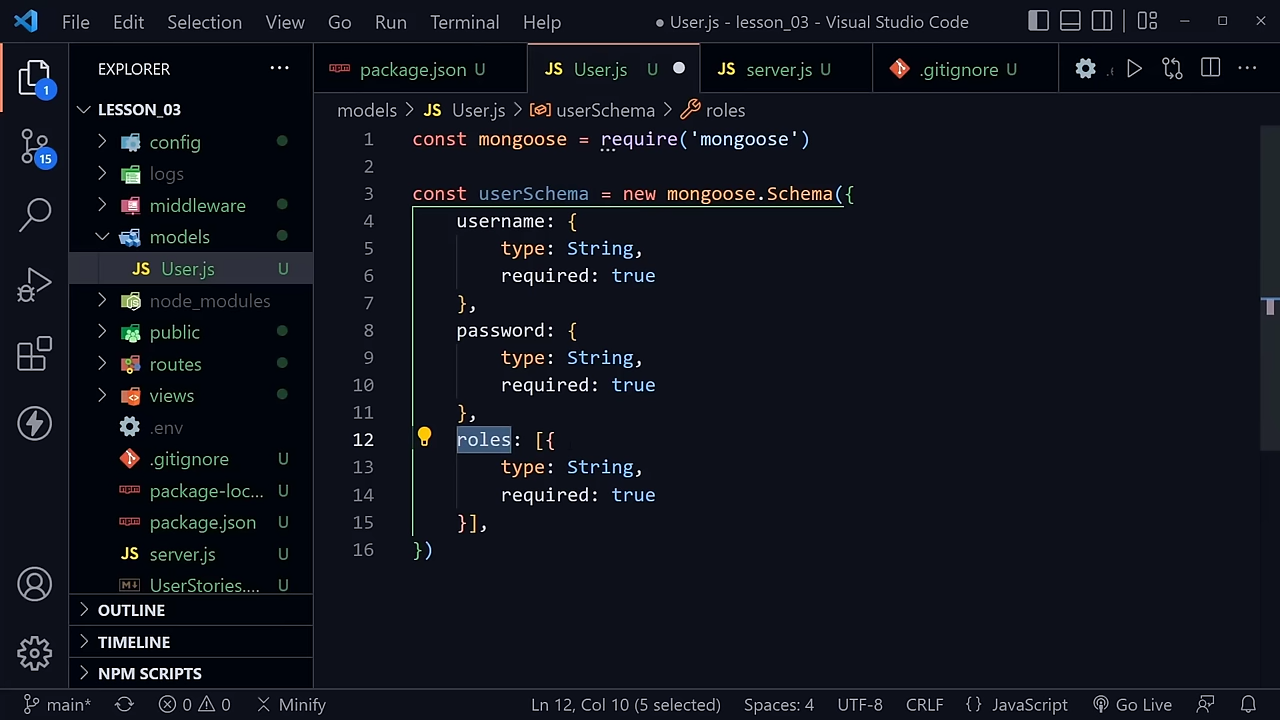 File Edit Selection View Go Run Terminal Help
● User.js - lesson_03 - Visual Studio Code
EXPLORER
LESSON_03
config
logs
middleware
models
JS User.js U
node_modules
public
routes
views
.env
.gitignore U
package-loc... U
package.json U
JS server.js U
UserStories.... U
OUTLINE
TIMELINE
NPM SCRIPTS
1
15
package.json U
JS User.js U
JS server.js U
.gitignore U
models > JS User.js > userSchema > roles
1 const mongoose = require('mongoose')
2
3 const userSchema = new mongoose.Schema({
4 username: {
5 type: String,
6 required: true
7 },
8 password: {
9 type: String,
10 required: true
11 },
12 roles: [{
13 type: String,
14 required: true
15 }],
16 })
main* 0 0 Minify Ln 12, Col 10 (5 selected) Spaces: 4 UTF-8 CRLF {} JavaScript Go Live